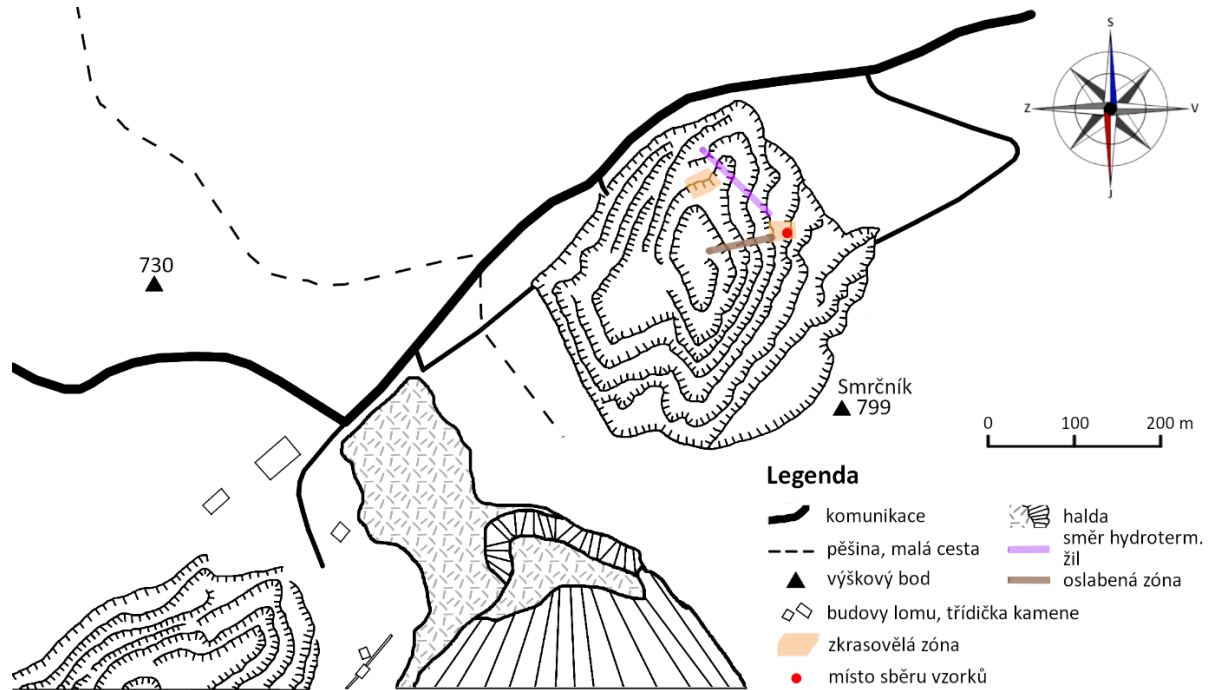 S
Z
V
J
730
Smrčník
799
0 100 200 m
Legenda
komunikace
pěšina, malá cesta
výškový bod
budovy lomu, třídička kamene
zkrasovělá zóna
místo sběru vzorků
halda
směr hydroterm.
žil
oslabená zóna